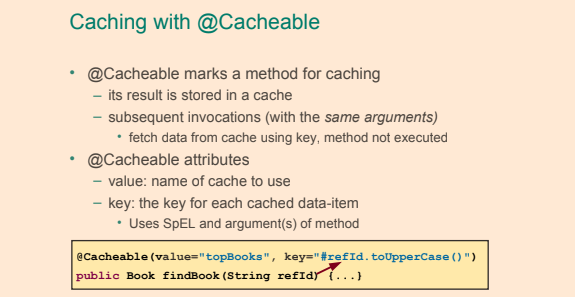 Caching with @Cacheable
• @Cacheable marks a method for caching
– its result is stored in a cache
– subsequent invocations (with the same arguments)
• fetch data from cache using key, method not executed
• @Cacheable attributes
– value: name of cache to use
– key: the key for each cached data-item
• Uses SpEL and argument(s) of method
@Cacheable(value="topBooks", key="#refId.toUpperCase()")
public Book findBook(String refId) {...}